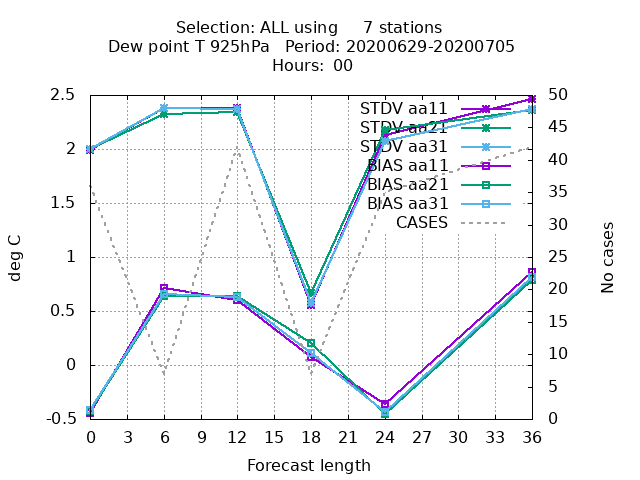 Selection: ALL using 7 stations
Dew point T 925hPa Period: 20200629-20200705
Hours: 00
2.5
2
1.5
1
0.5
0
-0.5
deg C
STDV aa11
STDV aa21
STDV aa31
BIAS aa11
BIAS aa21
BIAS aa31
CASES
50
45
40
35
30
25
20
15
10
5
0
No cases
0 3 6 9 12 15 18 21 24 27 30 33 36
Forecast length